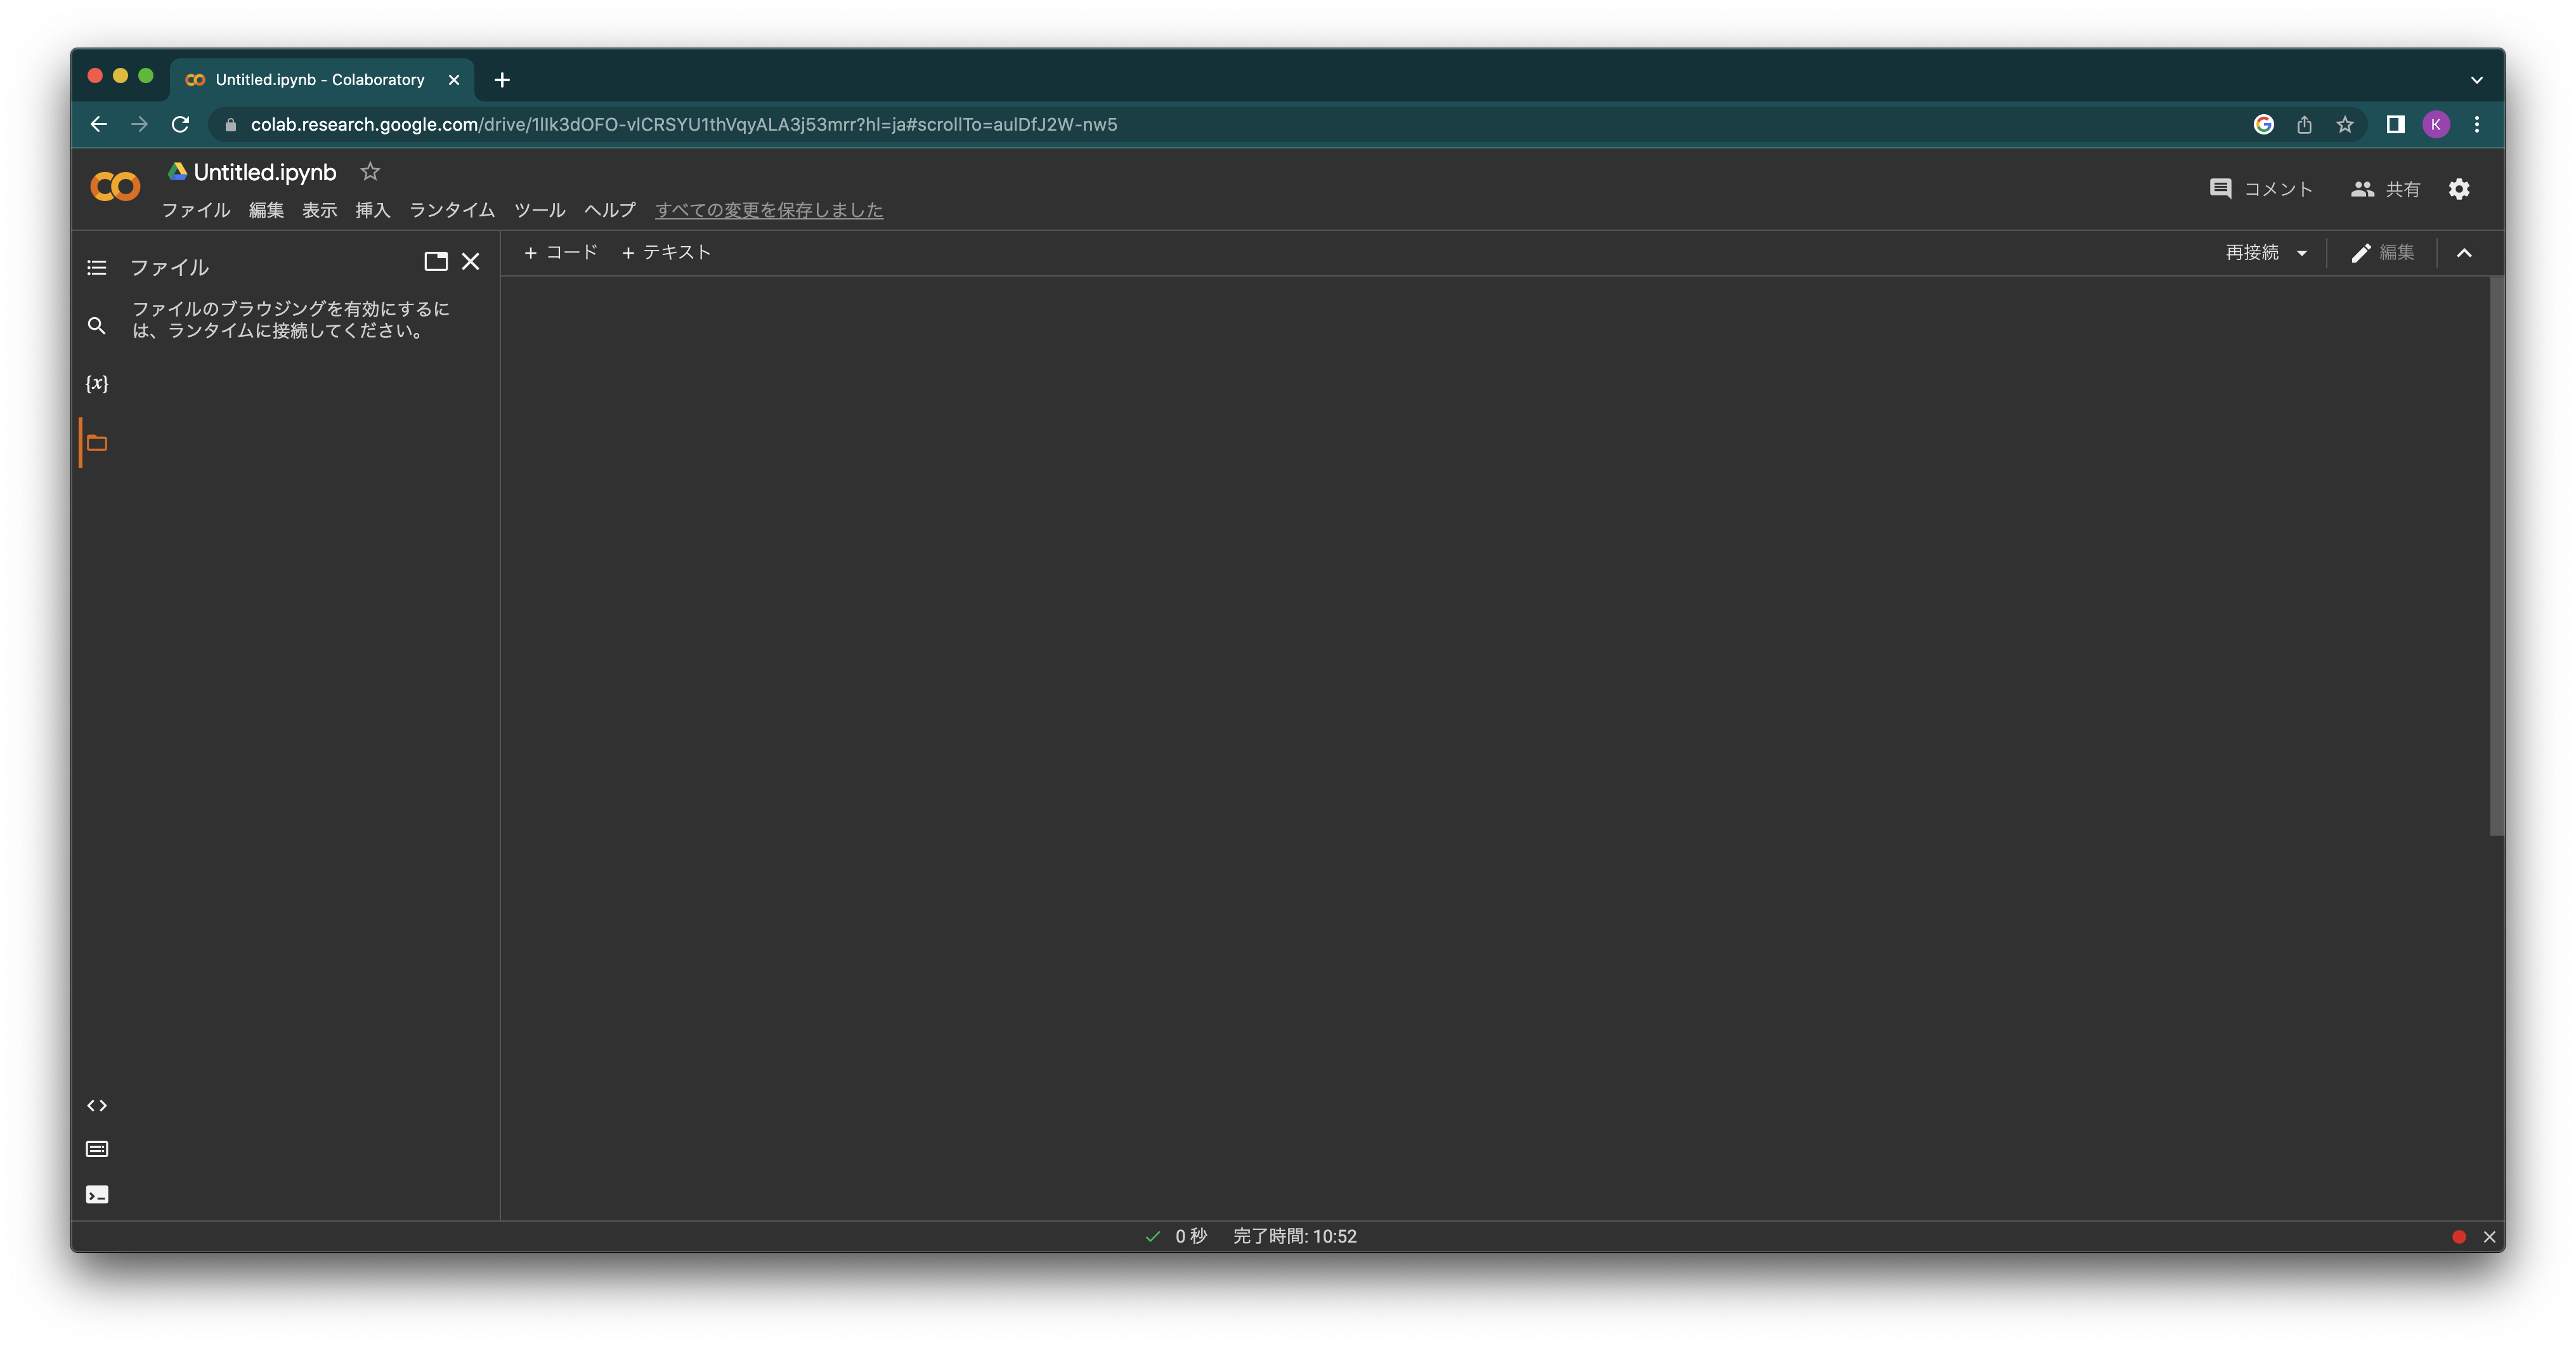 Untitled.ipynb - Colaboratory
colab.research.google.com/drive/1lIk3dOFO-vlCRSYU1thVqyALA3j53mrr?hl=ja#scrollTo=aulDfJ2W-nw5
K
Untitled.ipynb
コメント 共有
ファイル 編集 表示 挿入 ランタイム ツール ヘルプ すべての変更を保存しました
ファイル
+ コード + テキスト
再接続 編集
ファイルのブラウジングを有効にするに
は、ランタイムに接続してください。
{x}
0 秒 完了時間: 10:52